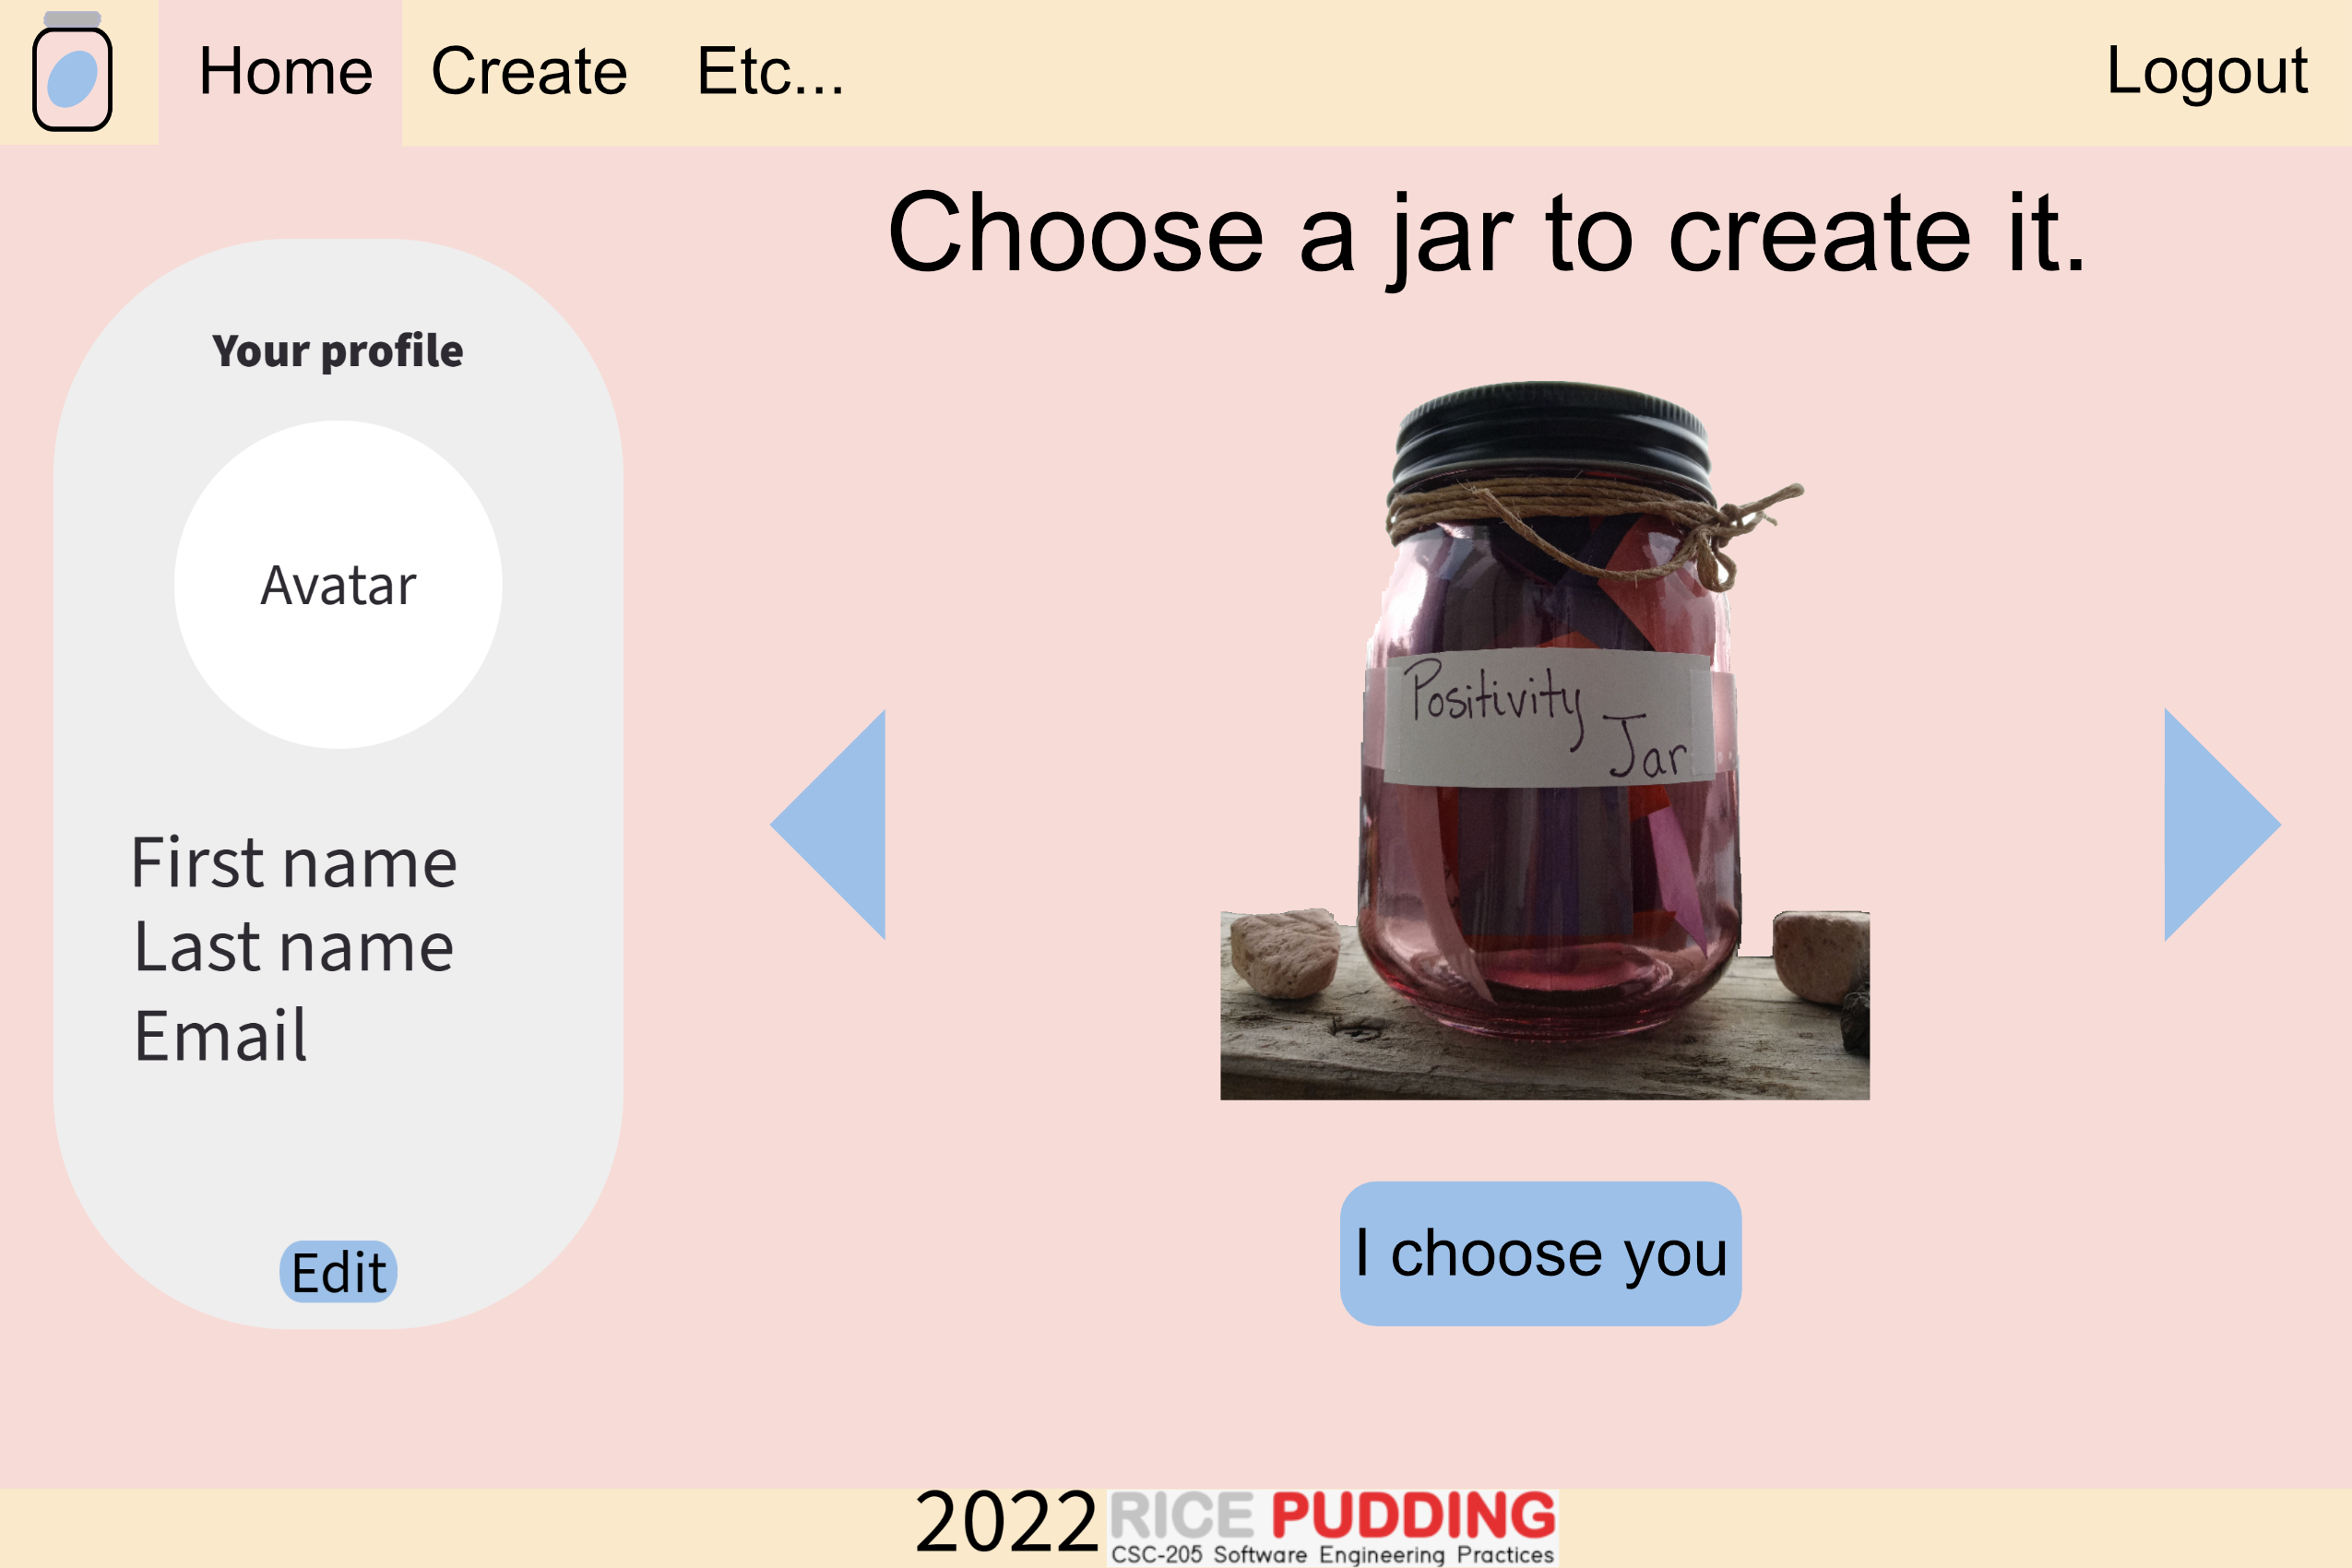 Home Create Etc... Logout
Choose a jar to create it.
Your profile
Avatar
First name
Last name
Email
Edit
Positivity
Jar
I choose you
2022 RICE PUDDING
CSC-205 Software Engineering Practices